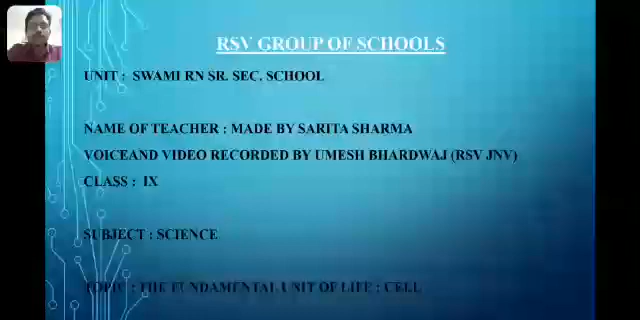 RSV GROUP OF SCHOOLS
UNIT : SWAMI RN SR. SEC. SCHOOL
NAME OF TEACHER : MADE BY SARITA SHARMA
VOICEAND VIDEO RECORDED BY UMESH BHARDWAJ (RSV JNV)
CLASS : IX
SUBJECT : SCIENCE
TOPIC : THE FUNDAMENTAL UNIT OF LIFE : CELL